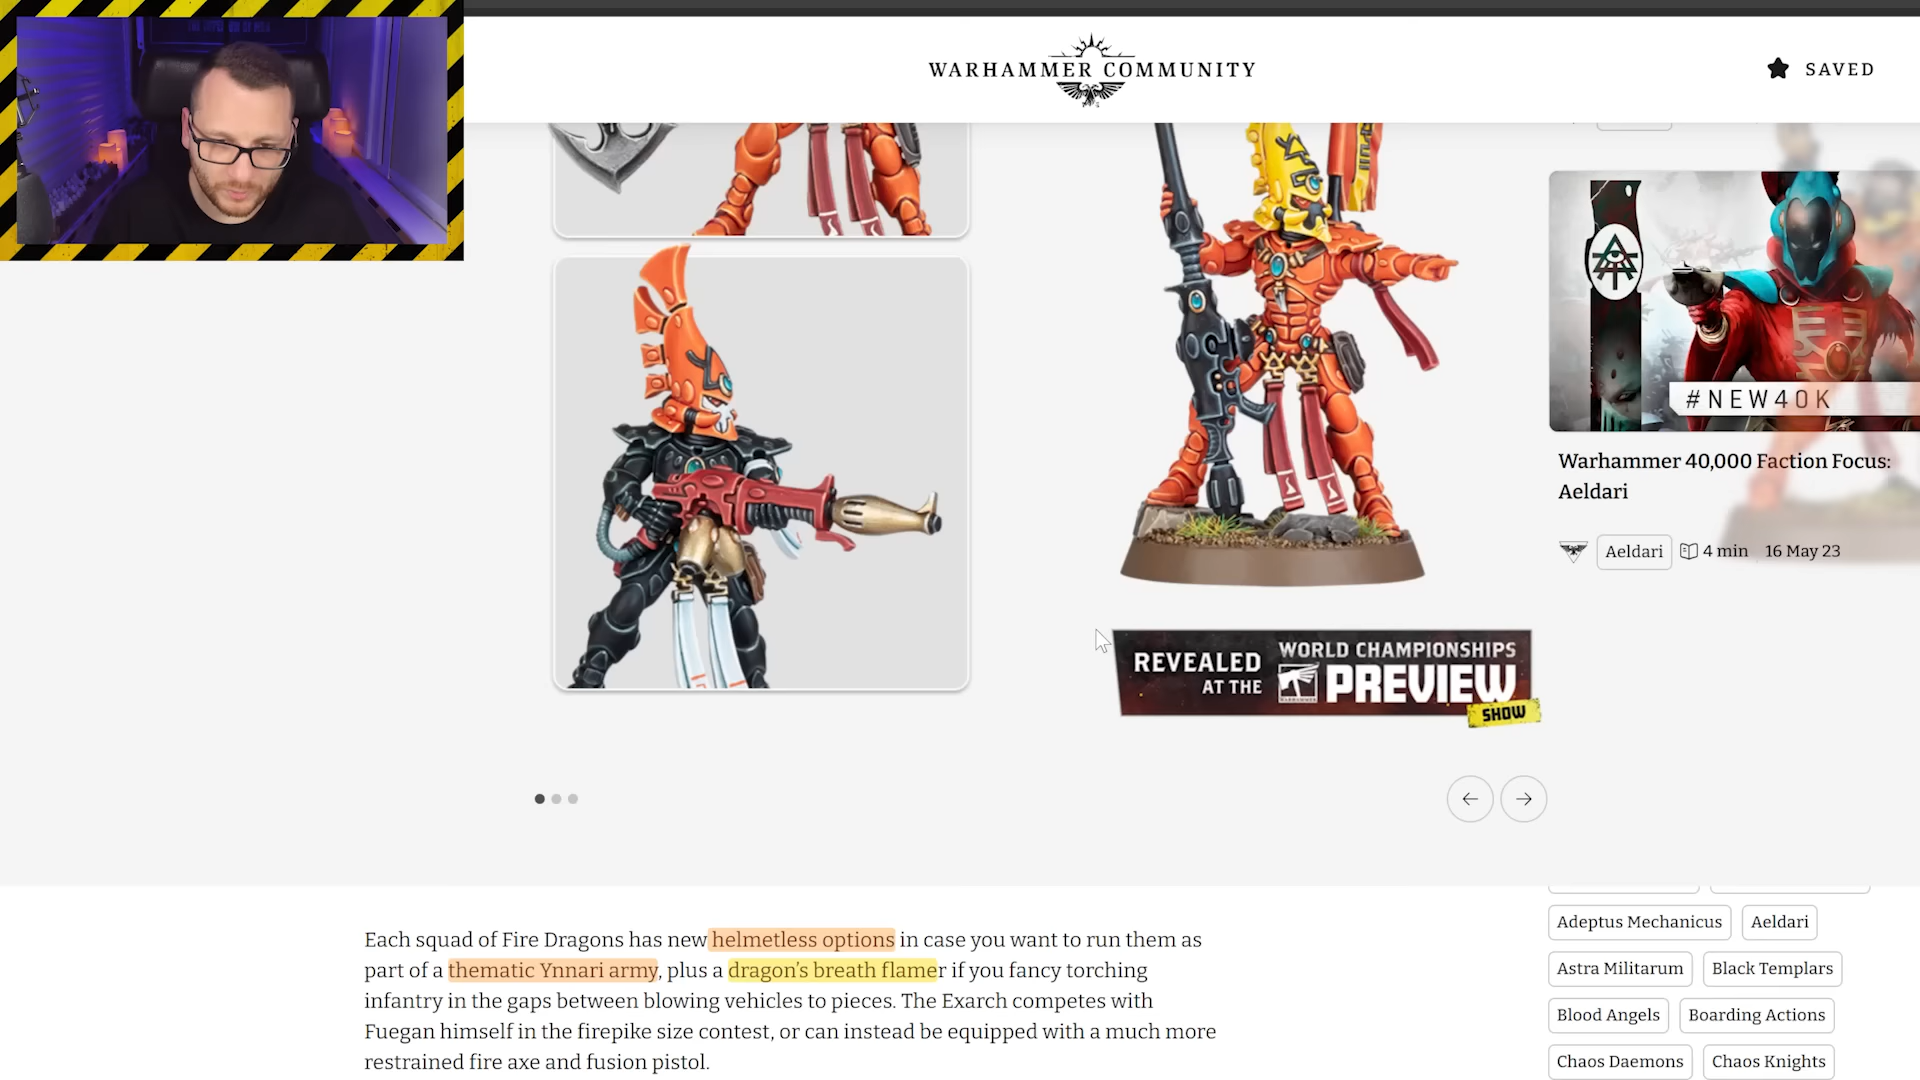 WARHAMMER COMMUNITY
SAVED
#NEW40K
Warhammer 40,000 Faction Focus:
Aeldari
Aeldari
4 min
16 May 23
REVEALED
AT THE
WORLD CHAMPIONSHIPS
PREVIEW
SHOW
Each squad of Fire Dragons has new helmetless options in case you want to run them as
part of a thematic Ynnari army, plus a dragon’s breath flamer if you fancy torching
infantry in the gaps between blowing vehicles to pieces. The Exarch competes with
Fuegan himself in the firepike size contest, or can instead be equipped with a much more
restrained fire axe and fusion pistol.
Adeptus Mechanicus
Aeldari
Astra Militarum
Black Templars
Blood Angels
Boarding Actions
Chaos Daemons
Chaos Knights